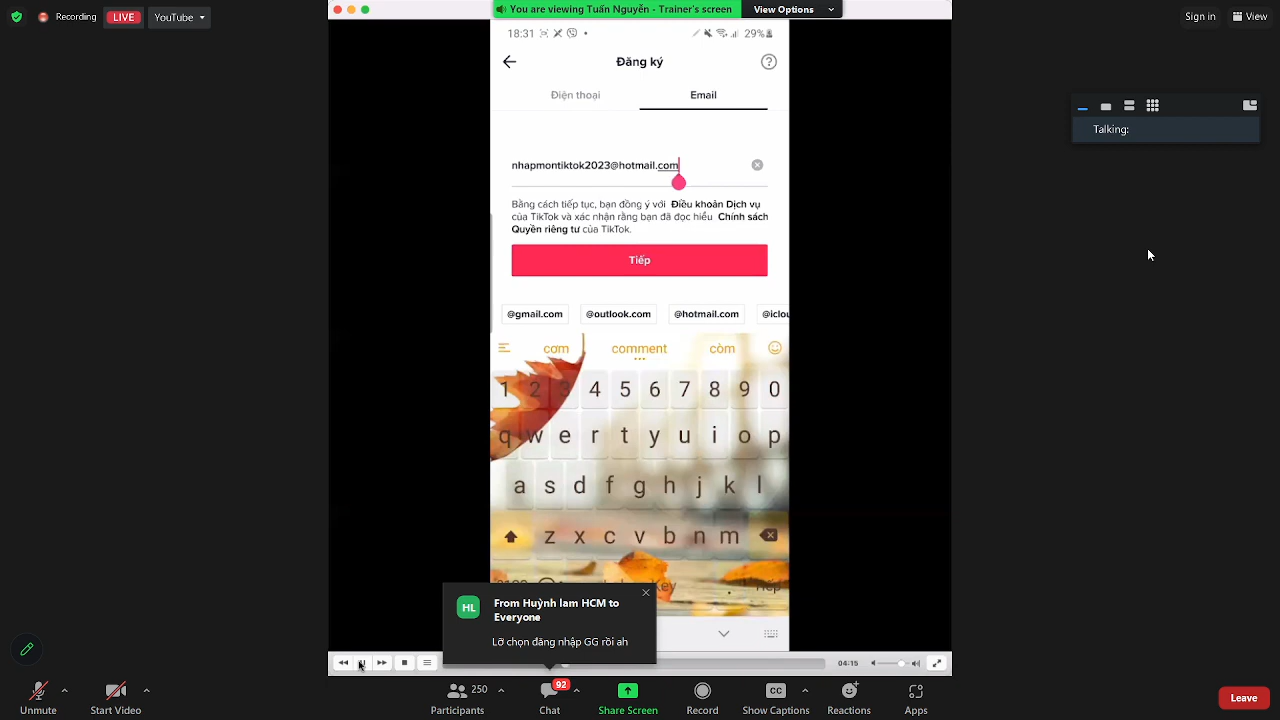 Recording
LIVE
YouTube
You are viewing Tuấn Nguyễn - Trainer's screen
View Options
Sign in
View
18:31
29%
Đăng ký
Điện thoại
Email
Talking:
nhapmontiktok2023@hotmail.com
Bằng cách tiếp tục, bạn đồng ý với Điều khoản Dịch vụ
của TikTok và xác nhận rằng bạn đã đọc hiểu Chính sách
Quyền riêng tư của TikTok.
Tiếp
@gmail.com
@outlook.com
@hotmail.com
cơm
comment
còm
1 2 3 4 5 6 7 8 9 0
q w e r t y u i o p
a s d f g h j k l
z x c v b n m
From Huỳnh lam HCM to
Everyone
Lỡ chọn đăng nhập GG rồi ah
04:15
Unmute
Start Video
250
Participants
92
Chat
Share Screen
Record
CC
Captions
Reactions
Apps
Leave